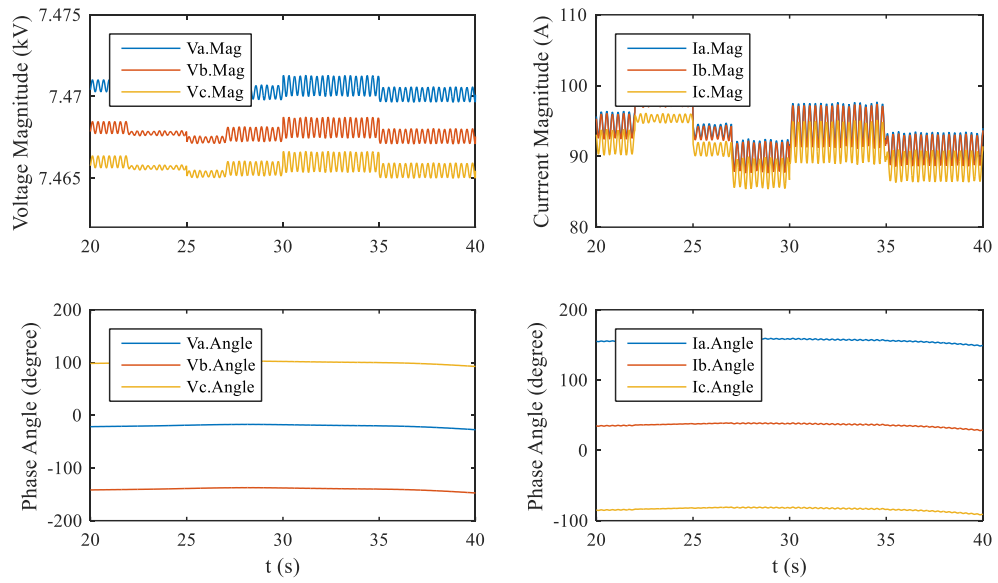 7.475
7.47
7.465
Voltage Magnitude (kV)
Va.Mag
Vb.Mag
Vc.Mag
20 25 30 35 40
110
100
90
80
Currrent Magnitude (A)
Ia.Mag
Ib.Mag
Ic.Mag
20 25 30 35 40
200
100
0
-100
-200
Phase Angle (degree)
Va.Angle
Vb.Angle
Vc.Angle
20 25 30 35 40
t (s)
200
100
0
-100
Phase Angle (degree)
Ia.Angle
Ib.Angle
Ic.Angle
20 25 30 35 40
t (s)